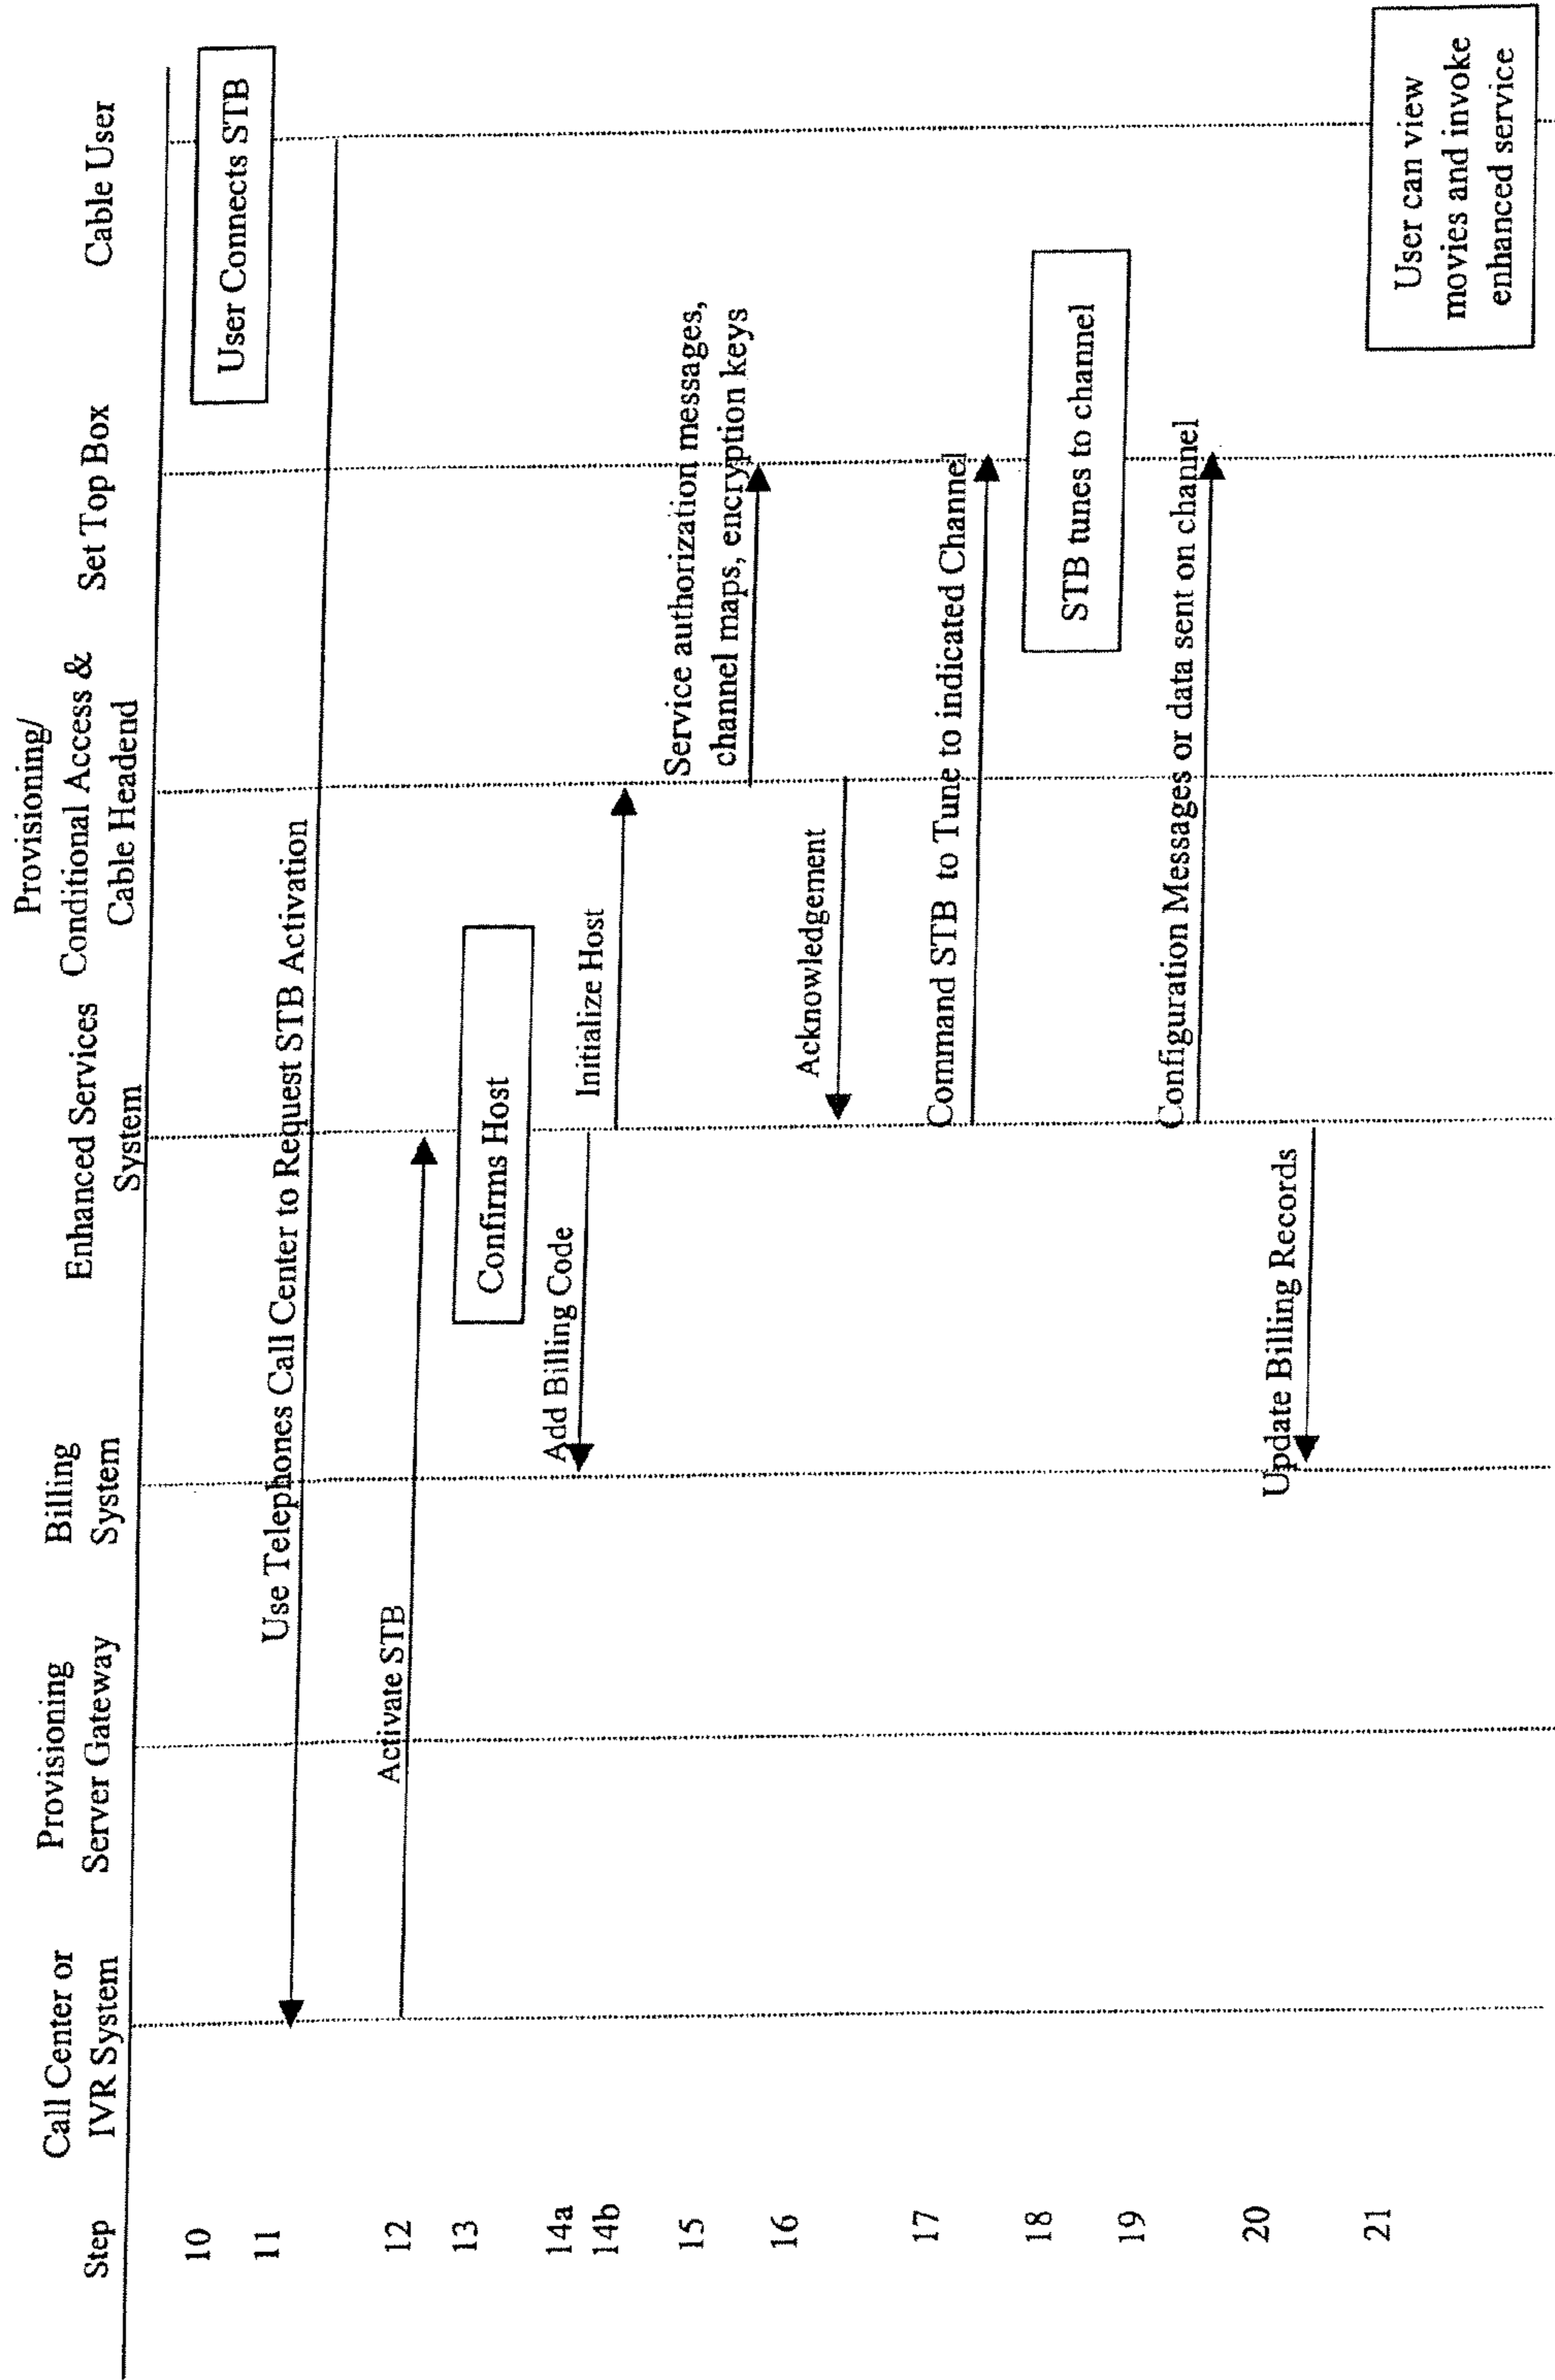 Step
Call Center or
IVR System
Provisioning
Server Gateway
Billing
System
Enhanced Services
System
Provisioning/
Conditional Access &
Cable Headend
Set Top Box
Cable User
10
User Connects STB
11
Use Telephones Call Center to Request STB Activation
12
Activate STB
13
Confirms Host
14a
Add Billing Code
14b
Initialize Host
15
Service authorization messages,
channel maps, encryption keys
16
Acknowledgement
17
Command STB to Tune to indicated Channel
18
STB tunes to channel
19
Configuration Messages or data sent on channel
20
Update Billing Records
21
User can view
movies and invoke
enhanced service